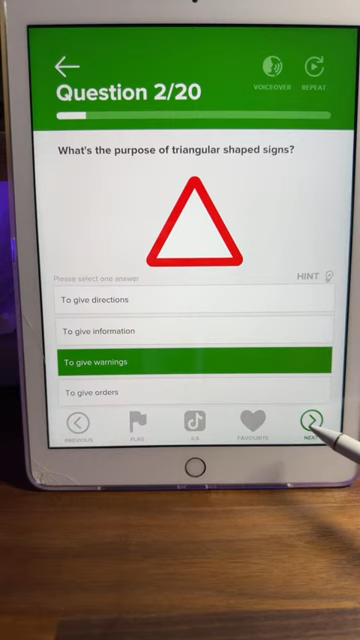 Question 2/20
VOICEOVER REPEAT
What's the purpose of triangular shaped signs?
Please select one answer
HINT
To give directions
To give information
To give warnings
To give orders
PREVIOUS FLAG FAVOURITE NEXT